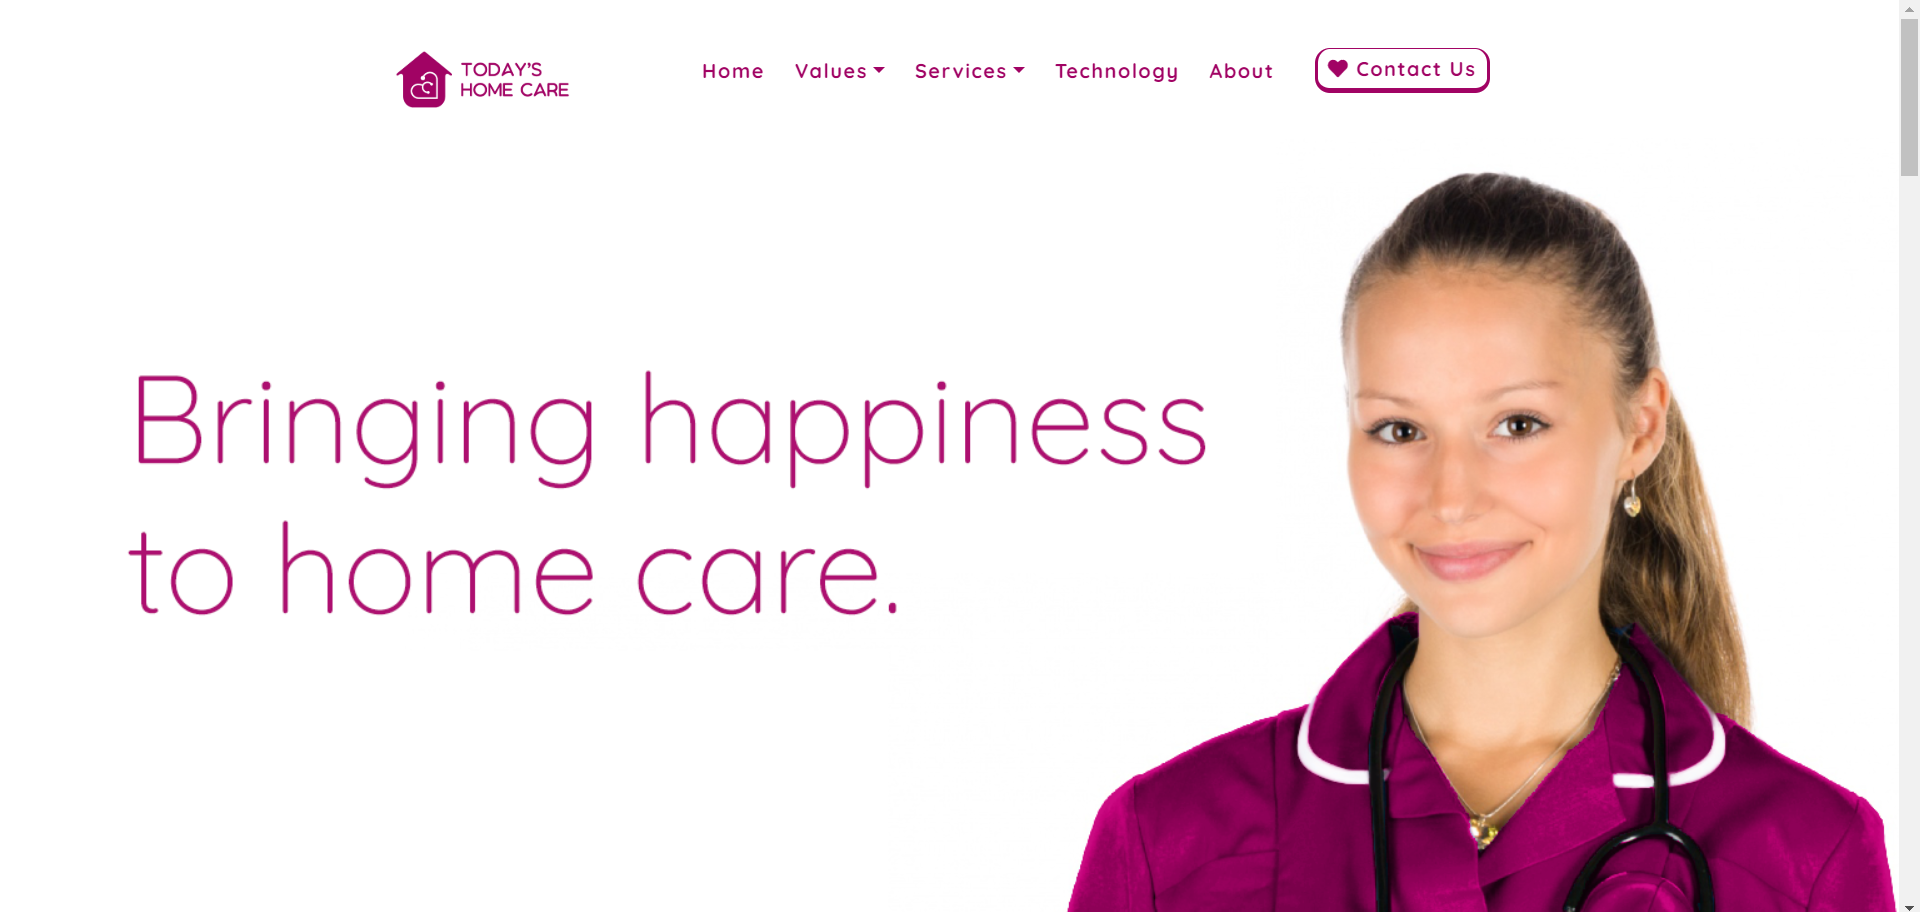 TODAY'S
HOME CARE
Home Values Services Technology About Contact Us
Bringing happiness
to home care.